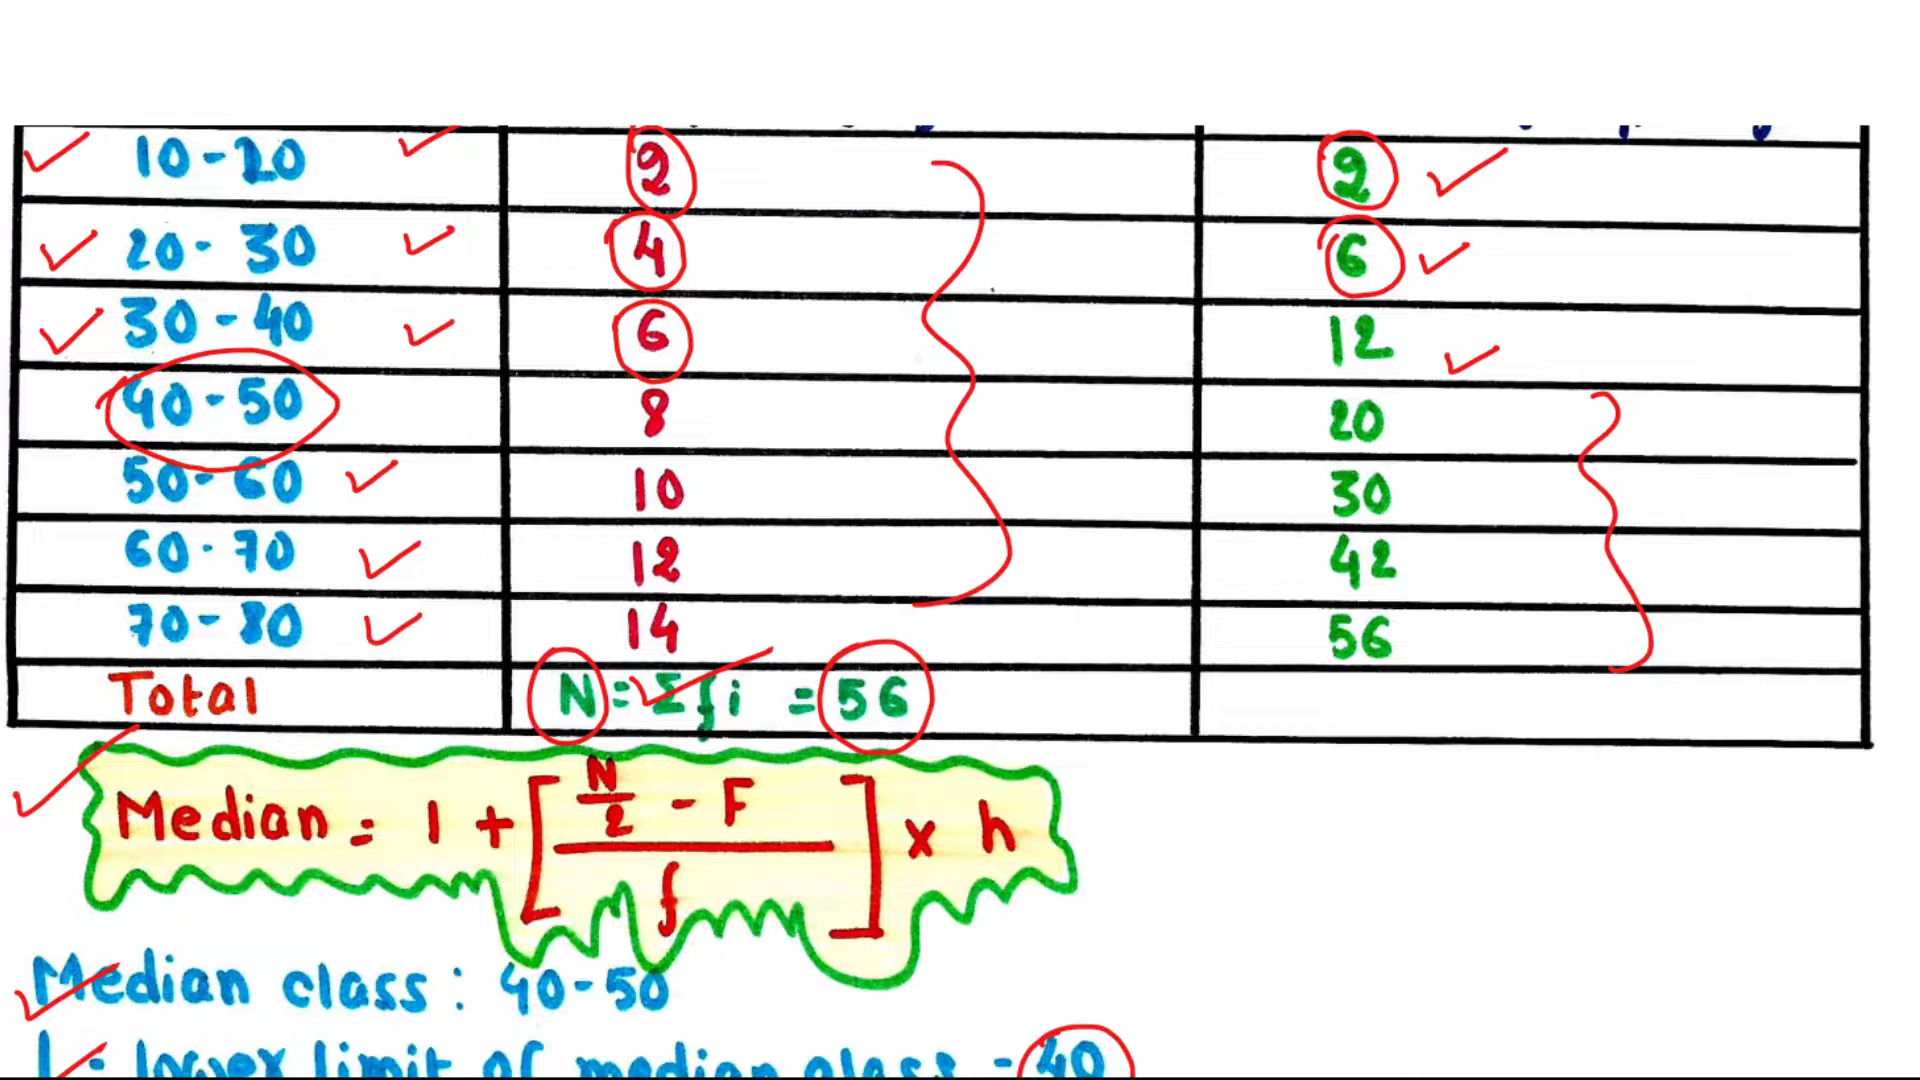 10-20 2 2
20-30 4 6
30-40 6 12
40-50 8 20
50-60 10 30
60-70 12 42
70-80 14 56
Total N=Σfi = 56
Median = l + [ (N/2 - F) / f ] x h
Median class: 40-50
l = lower limit of median class = 40